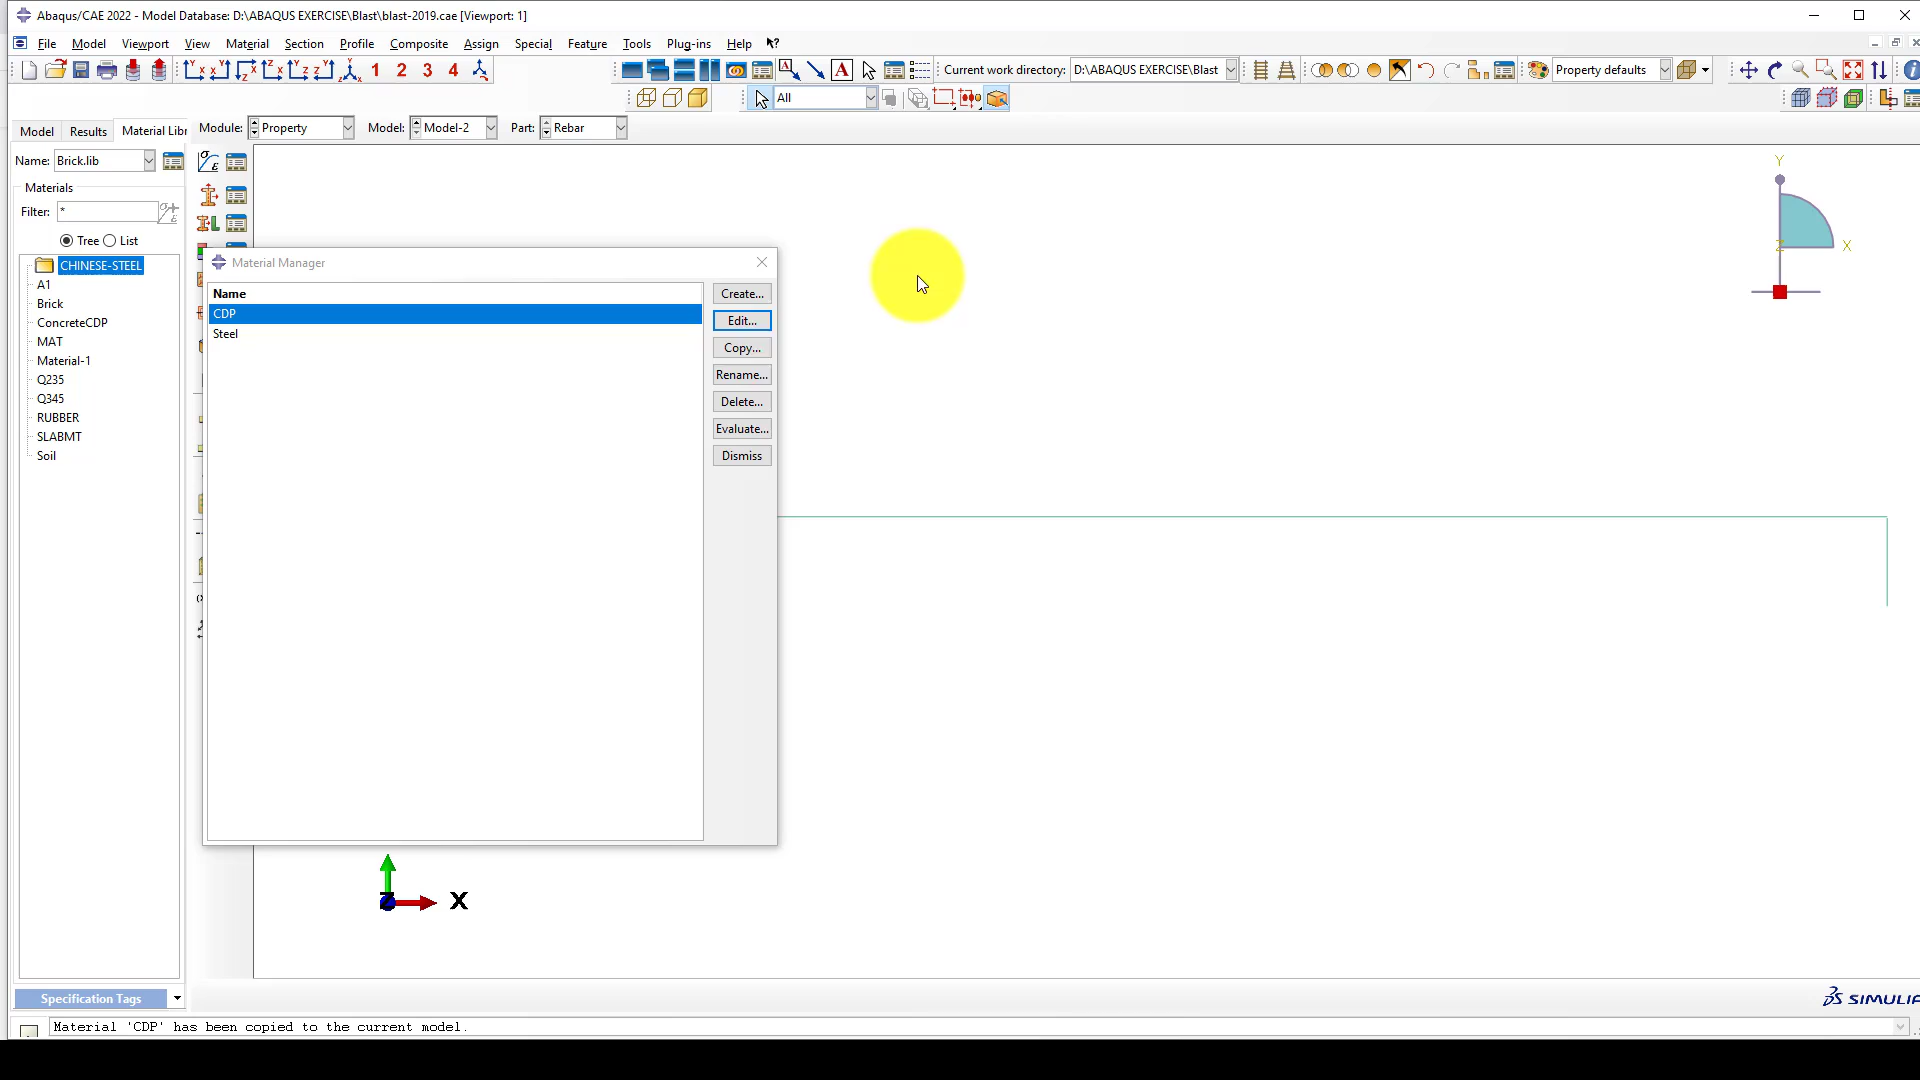 Abaqus/CAE 2022 - Model Database: D:\ABAQUS EXERCISE\Blast\blast-2019.cae [Viewport: 1]
File Model Viewport View Material Section Profile Composite Assign Special Feature Tools Plug-ins Help
1 2 3 4 A Current work directory: D:\ABAQUS EXERCISE\Blast Property defaults
All
Model Results Material Libr Module: Property Model: Model-2 Part: Rebar
Name: Brick.lib
Materials
Filter: *
Tree List
CHINESE-STEEL
A1
Brick
ConcreteCDP
MAT
Material-1
Q235
Q345
RUBBER
SLABMT
Soil
Specification Tags
Material Manager
Name
CDP
Steel
Create...
Edit...
Copy...
Rename...
Delete...
Evaluate...
Dismiss
Y
X
Z
X
Z
SIMULIA
Material 'CDP' has been copied to the current model.